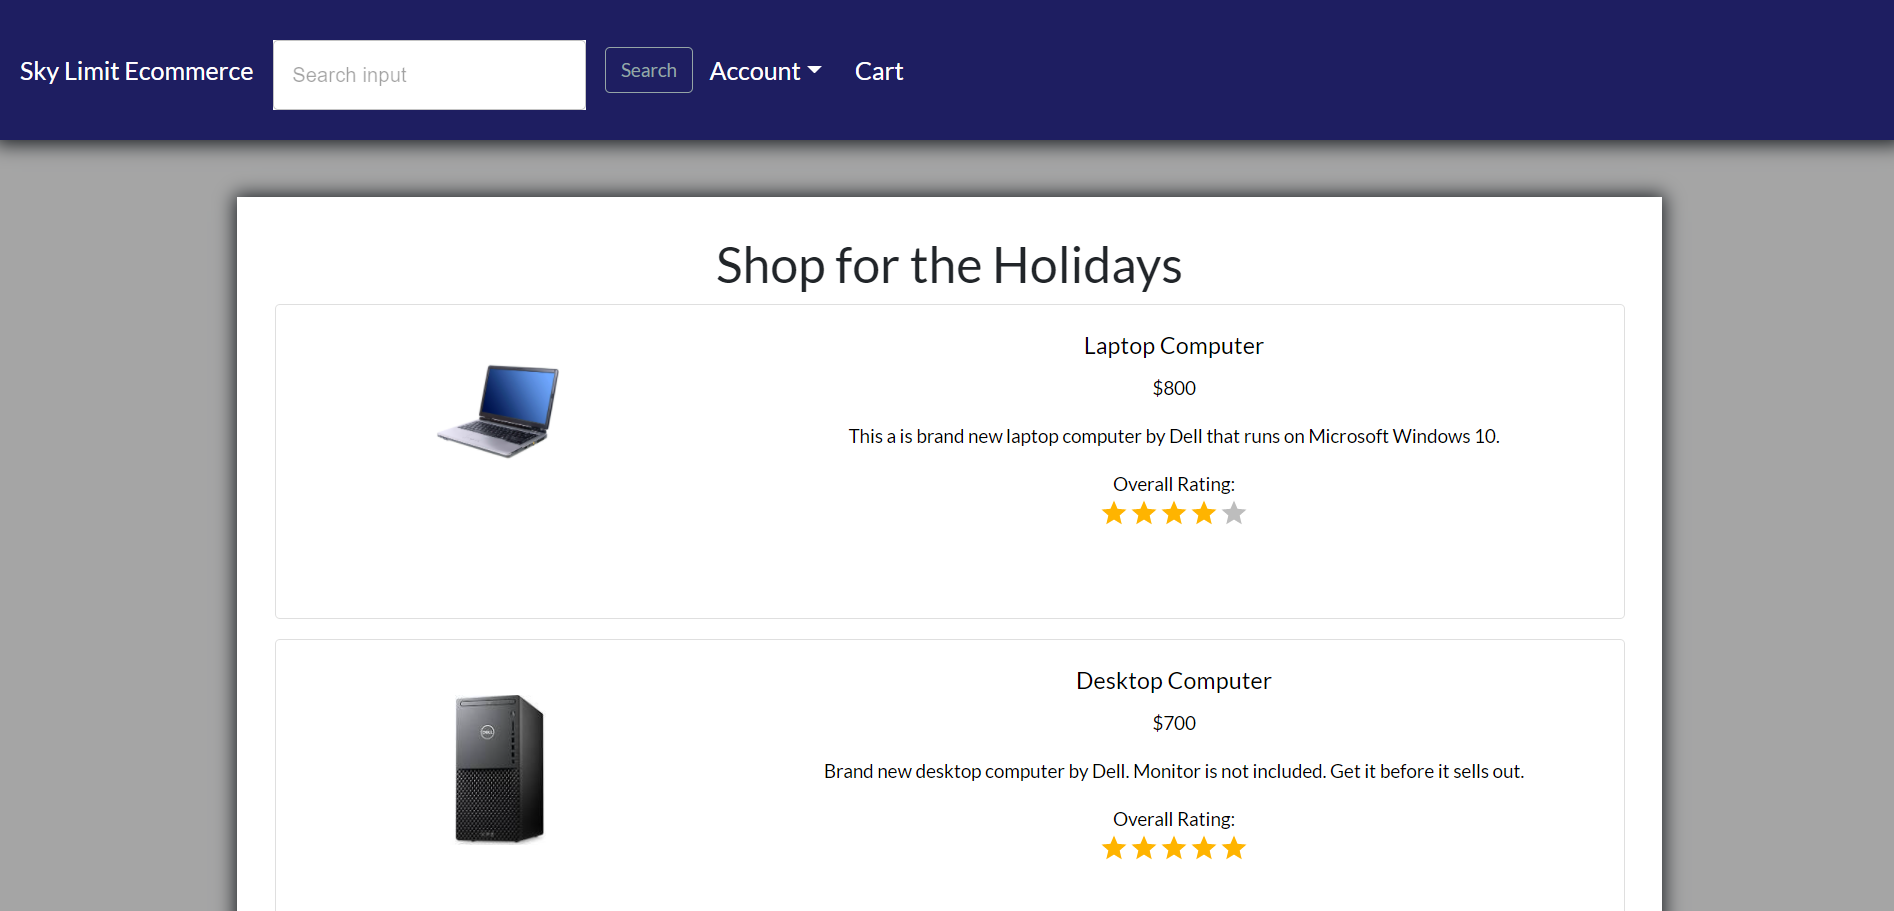 Sky Limit Ecommerce
Search input
Search
Account
Cart
Shop for the Holidays
Laptop Computer
$800
This a is brand new laptop computer by Dell that runs on Microsoft Windows 10.
Overall Rating:
Desktop Computer
$700
DELL
Brand new desktop computer by Dell. Monitor is not included. Get it before it sells out.
Overall Rating: